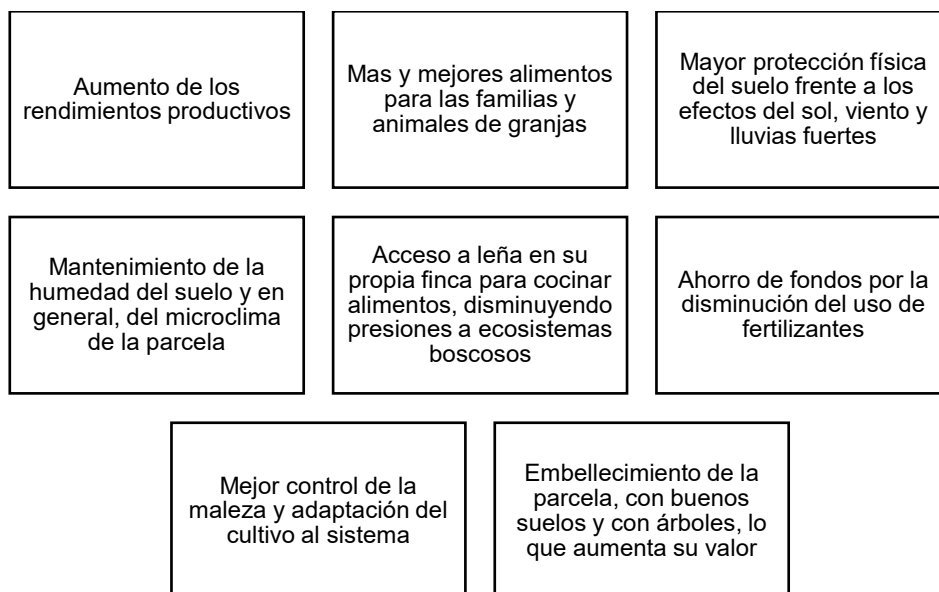 Aumento de los
rendimientos productivos
Mas y mejores alimentos
para las familias y
animales de granjas
Mayor protección física
del suelo frente a los
efectos del sol, viento y
lluvias fuertes
Mantenimiento de la
humedad del suelo y en
general, del microclima
de la parcela
Acceso a leña en su
propia finca para cocinar
alimentos, disminuyendo
presiones a ecosistemas
boscosos
Ahorro de fondos por la
disminución del uso de
fertilizantes
Mejor control de la
maleza y adaptación del
cultivo al sistema
Embellecimiento de la
parcela, con buenos
suelos y con árboles, lo
que aumenta su valor